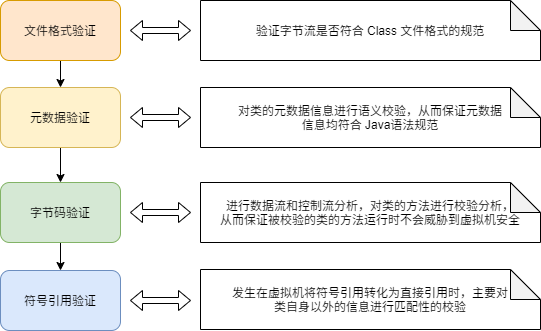 文件格式验证
验证字节流是否符合 Class 文件格式的规范
元数据验证
对类的元数据信息进行语义校验，从而保证元数据
信息均符合 Java语法规范
字节码验证
进行数据流和控制流分析，对类的方法进行校验分析，
从而保证被校验的类的方法运行时不会威胁到虚拟机安全
符号引用验证
发生在虚拟机将符号引用转化为直接引用时，主要对
类自身以外的信息进行匹配性的校验